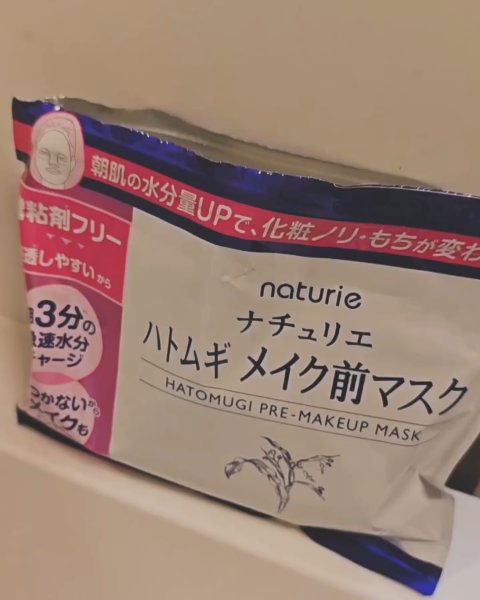 朝肌の水分量UPで、化粧ノリ・もちが変わ
粘剤フリー
透しやすいから
3分の
速水分
チャージ
つかないから
メイクも
naturie
ナチュリエ
ハトムギ メイク前マスク
HATOMUGI PRE-MAKEUP MASK